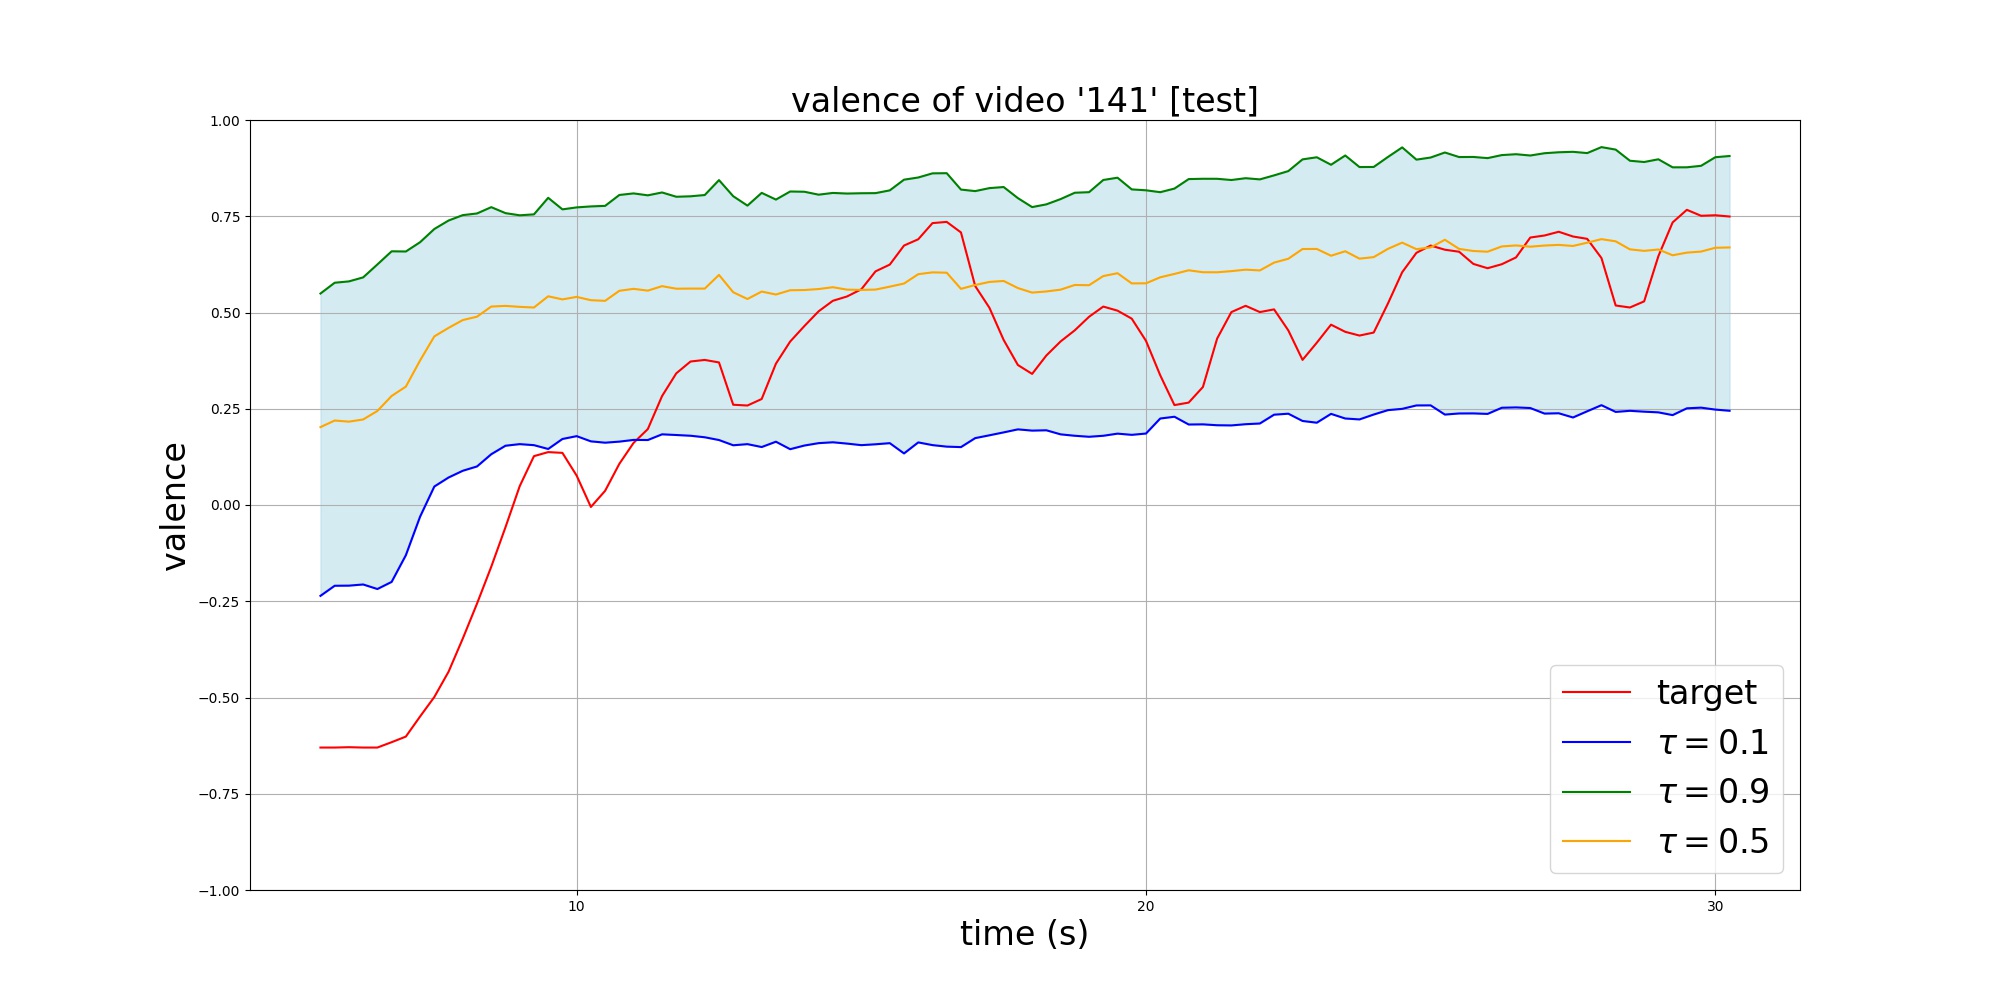 valence of video '141' [test]
1.00
0.75
0.50
0.25
0.00
−0.25
−0.50
−0.75
−1.00
valence
10
20
30
time (s)
target
τ = 0.1
τ = 0.9
τ = 0.5